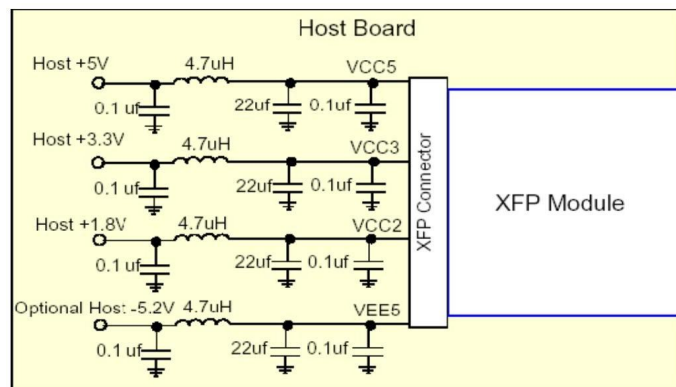 Host Board
Host +5V 4.7uH VCC5
0.1 uf 22uf 0.1uf
Host +3.3V 4.7uH VCC3
0.1 uf 22uf 0.1uf
XFP Connector
XFP Module
Host +1.8V 4.7uH VCC2
0.1 uf 22uf 0.1uf
Optional Host -5.2V 4.7uH VEE5
0.1 uf 22uf 0.1uf